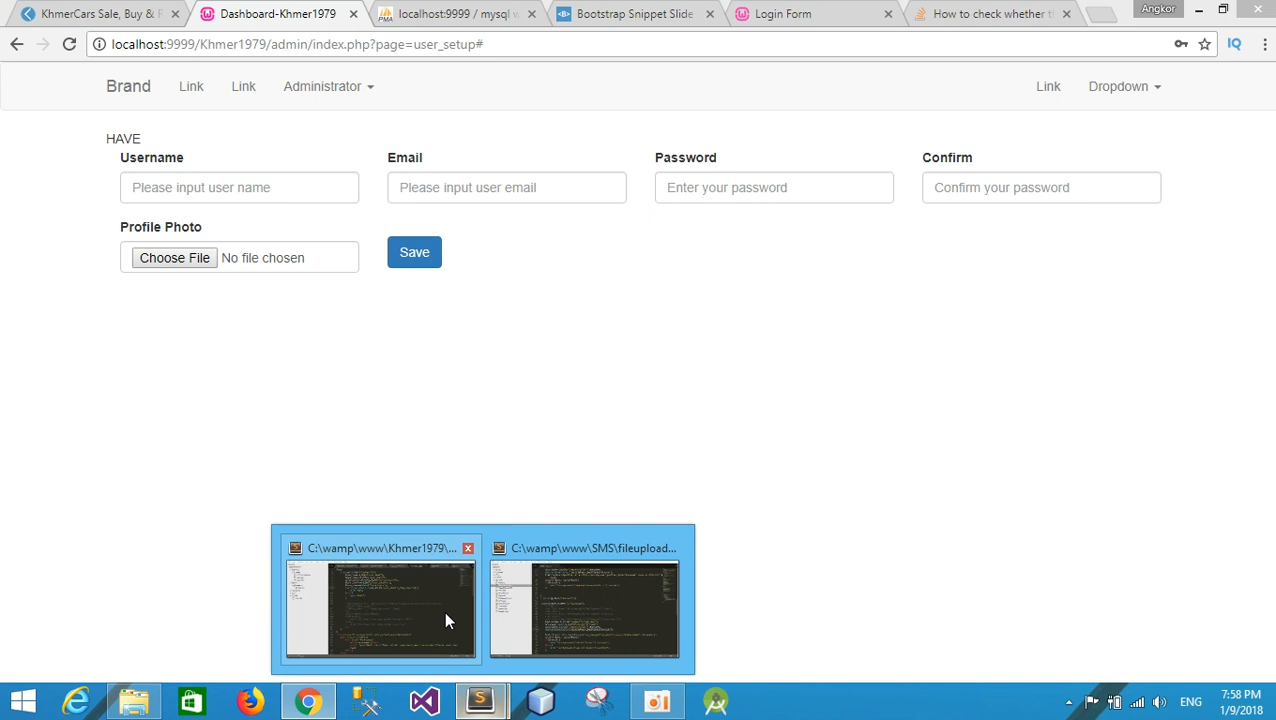 KhmerCars Sale Buy &
Dashboard-Khmer1979
localhost:9999 / mysql w
Bootstrap Snippet Slide
Login Form
How to check whether
Angkor
localhost:9999/Khmer1979/admin/index.php?page=user_setup#
Brand
Link
Link
Administrator
Link
Dropdown
HAVE
Username
Email
Password
Confirm
Please input user name
Please input user email
Enter your password
Confirm your password
Profile Photo
Choose File
No file chosen
Save
C:\wamp\www\Khmer1979\...
C:\wamp\www\SMS\fileupload...
ENG
7:58 PM
1/9/2018